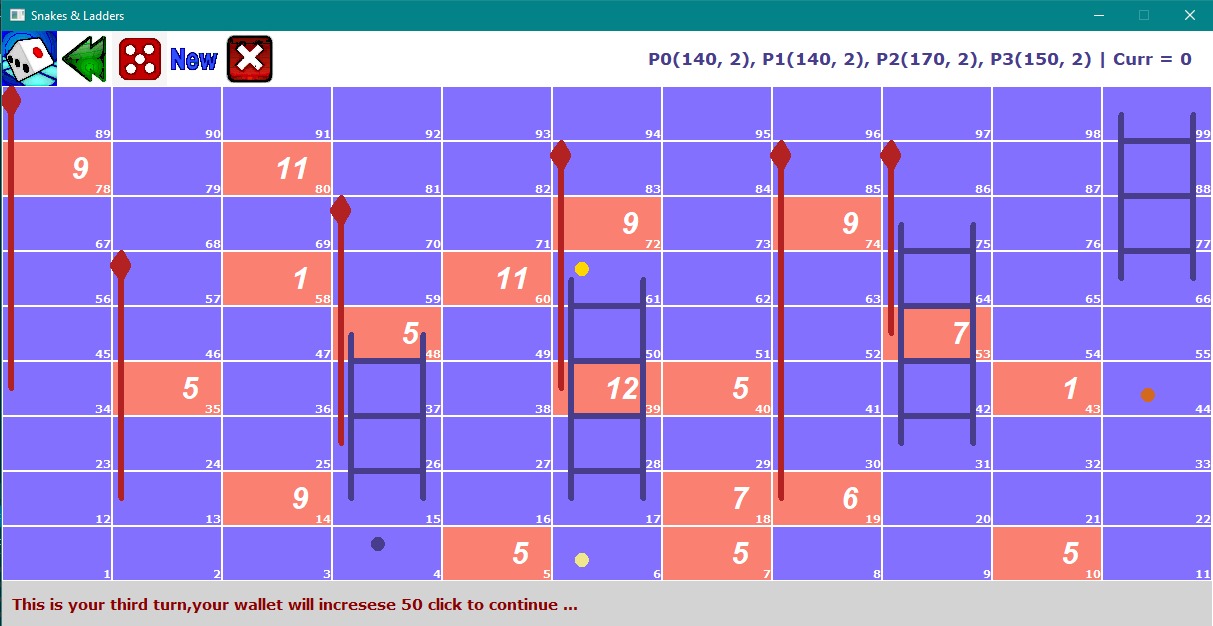 Snakes & Ladders
New
P0(140, 2), P1(140, 2), P2(170, 2), P3(150, 2) | Curr = 0
89 90 91 92 93 94 95 96 97 98 99
9 11
78 79 80 81 82 83 84 85 86 87 88
9 9
67 68 69 70 71 72 73 74 75 76 77
1 11
56 57 58 59 60 61 62 63 64 65 66
5 7
45 46 47 48 49 50 51 52 53 54 55
5 12 5 1
34 35 36 37 38 39 40 41 42 43 44
23 24 25 26 27 28 29 30 31 32 33
9 7 6
12 13 14 15 16 17 18 19 20 21 22
5 5 5
1 2 3 4 5 6 7 8 9 10 11
This is your third turn,your wallet will incresese 50 click to continue ...